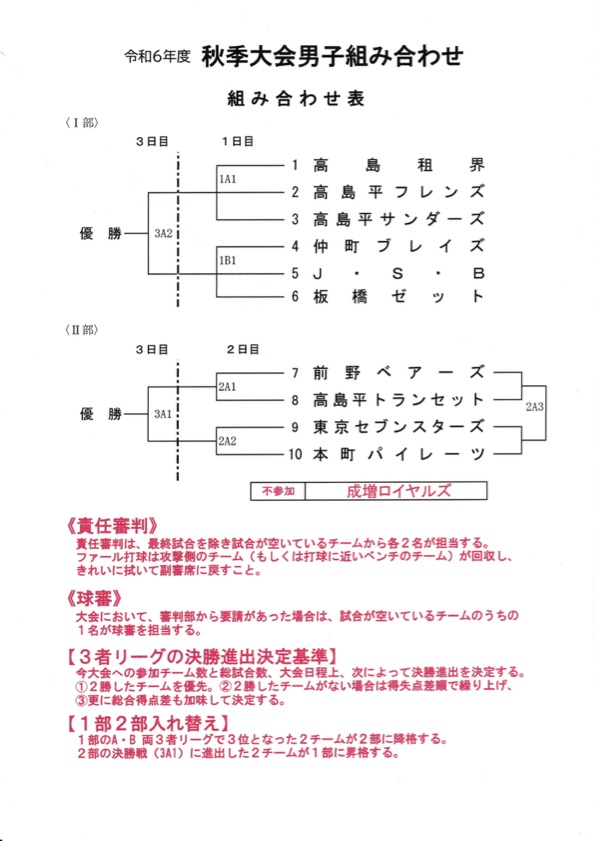 令和6年度 秋季大会男子組み合わせ
組み合わせ表
〈Ⅰ部〉
3日目 1日目
1 高島租界
1A1
2 高島平フレンズ
3 高島平サンダーズ
優勝 3A2
4 仲町ブレイズ
1B1
5 J・S・B
6 板橋ゼット
〈Ⅱ部〉
3日目 2日目
7 前野ベアーズ
2A1
8 高島平トランセット
2A3
優勝 3A1
9 東京セブンスターズ
2A2
10 本町パイレーツ
不参加 成増ロイヤルズ
《責任審判》
責任審判は、最終試合を除き試合が空いているチームから各2名が担当する。
ファール打球は攻撃側のチーム（もしくは打球に近いベンチのチーム）が回収し、
きれいに拭いて副審席に戻すこと。
《球審》
大会において、審判部から要請があった場合は、試合が空いているチームのうちの
1名が球審を担当する。
【3者リーグの決勝進出決定基準】
今大会への参加チーム数と総試合数、大会日程上、次によって決勝進出を決定する。
①2勝したチームを優先。②2勝したチームがない場合は得失点差順で繰り上げ、
③更に総合得点差も加味して決定する。
【1部2部入れ替え】
1部のA・B 両3者リーグで3位となった2チームが2部に降格する。
2部の決勝戦（3A1）に進出した2チームが1部に昇格する。